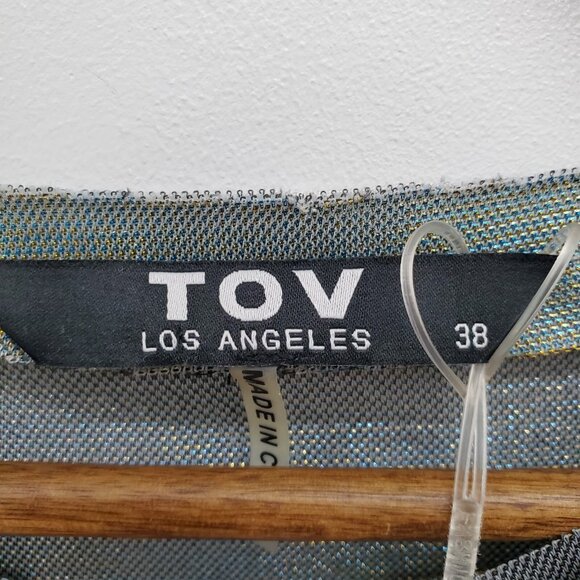 TOV
LOS ANGELES
38
MADE IN C